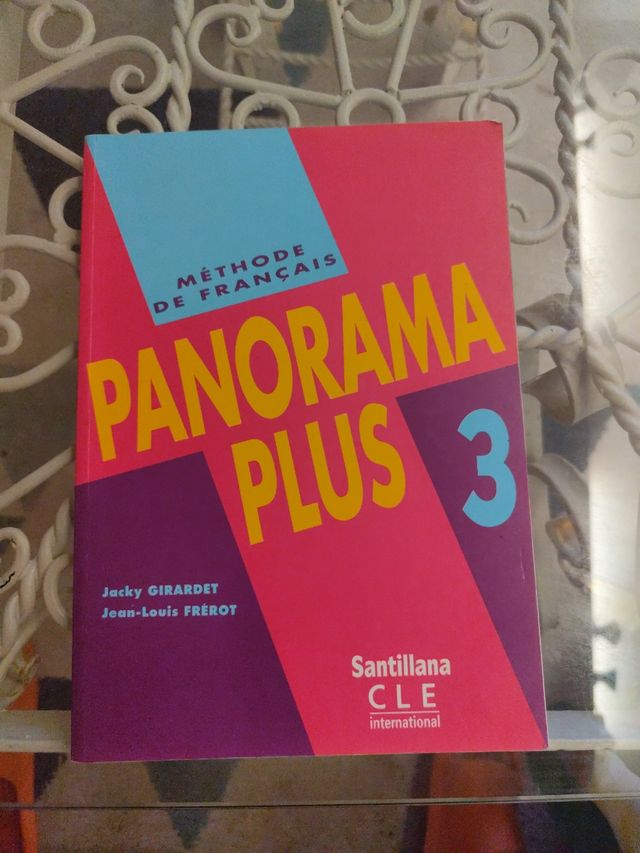 MÉTHODE
DE FRANÇAIS
PANORAMA
PLUS
3
Jacky GIRARDET
Jean-Louis FRÉROT
Santillana
CLE
international